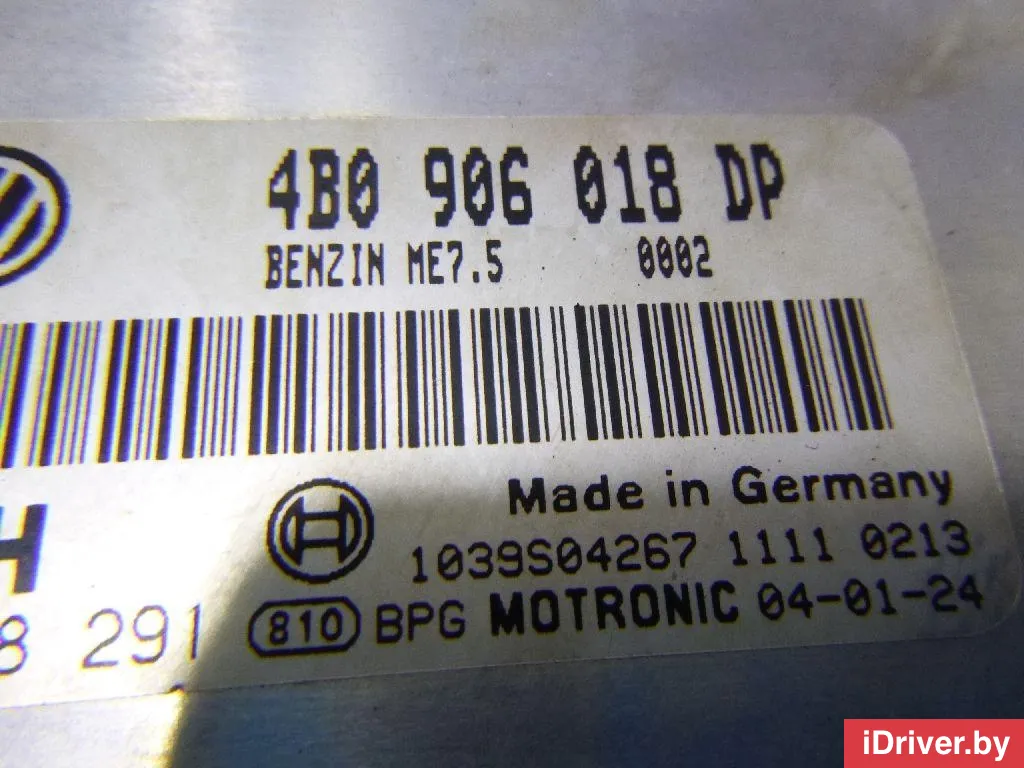 4B0 906 018 DP
BENZIN ME7.5 0002
Made in Germany
1039S04267 1111 0213
H
8 291 810 BPG MOTRONIC 04-01-24
iDriver.by